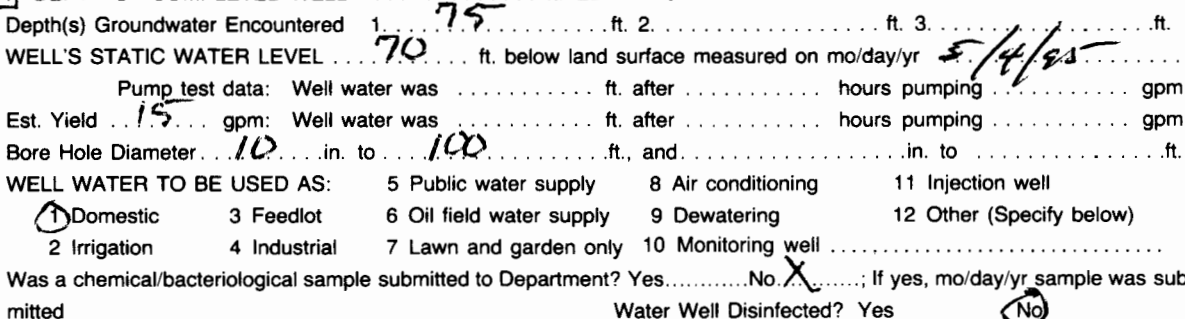 Depth(s) Groundwater Encountered 1. 75 ft. 2. ft. 3. ft.
WELL'S STATIC WATER LEVEL 70 ft. below land surface measured on mo/day/yr 5/4/95
Pump test data: Well water was ft. after hours pumping gpm
Est. Yield 15 gpm: Well water was ft. after hours pumping gpm
Bore Hole Diameter 10 in. to 100 ft., and in. to ft.
WELL WATER TO BE USED AS: 5 Public water supply 8 Air conditioning 11 Injection well
1 Domestic 3 Feedlot 6 Oil field water supply 9 Dewatering 12 Other (Specify below)
2 Irrigation 4 Industrial 7 Lawn and garden only 10 Monitoring well
Was a chemical/bacteriological sample submitted to Department? Yes No X ; If yes, mo/day/yr sample was sub
mitted Water Well Disinfected? Yes No